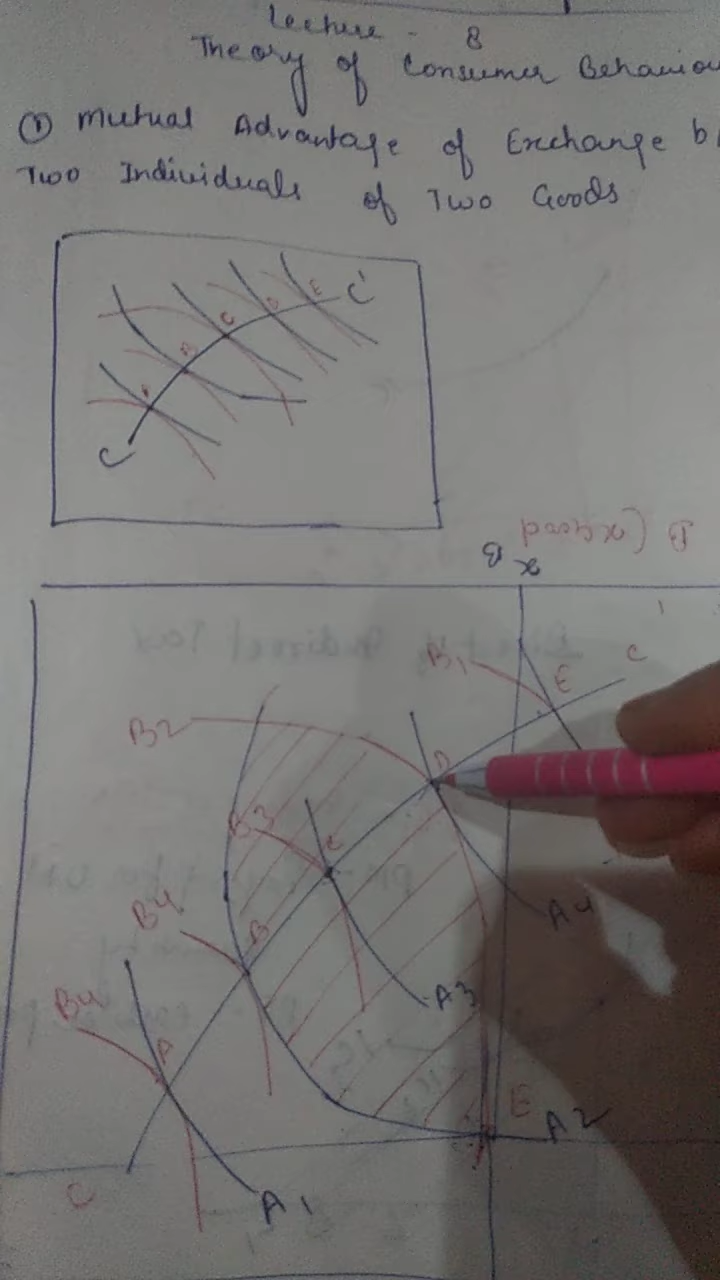 Lecture - 8
Theory of Consumer Behaviou
① Mutual Advantage of Exchange b/
Two Individuals of Two Goods
C'
E
D
C
B
A
C
B (x good)
x B
B1
E
C
B2
D
B3
C
A4
B4
B
A3
B4
A
E
A2
C
A1